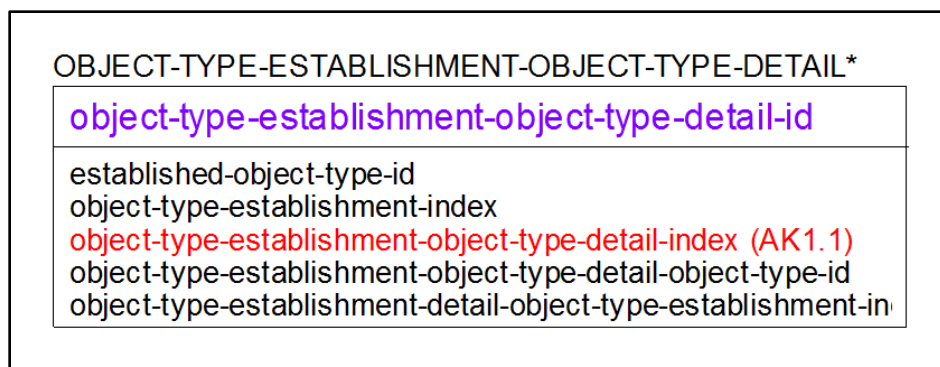 OBJECT-TYPE-ESTABLISHMENT-OBJECT-TYPE-DETAIL*
object-type-establishment-object-type-detail-id
established-object-type-id
object-type-establishment-index
object-type-establishment-object-type-detail-index (AK1.1)
object-type-establishment-object-type-detail-object-type-id
object-type-establishment-detail-object-type-establishment-in